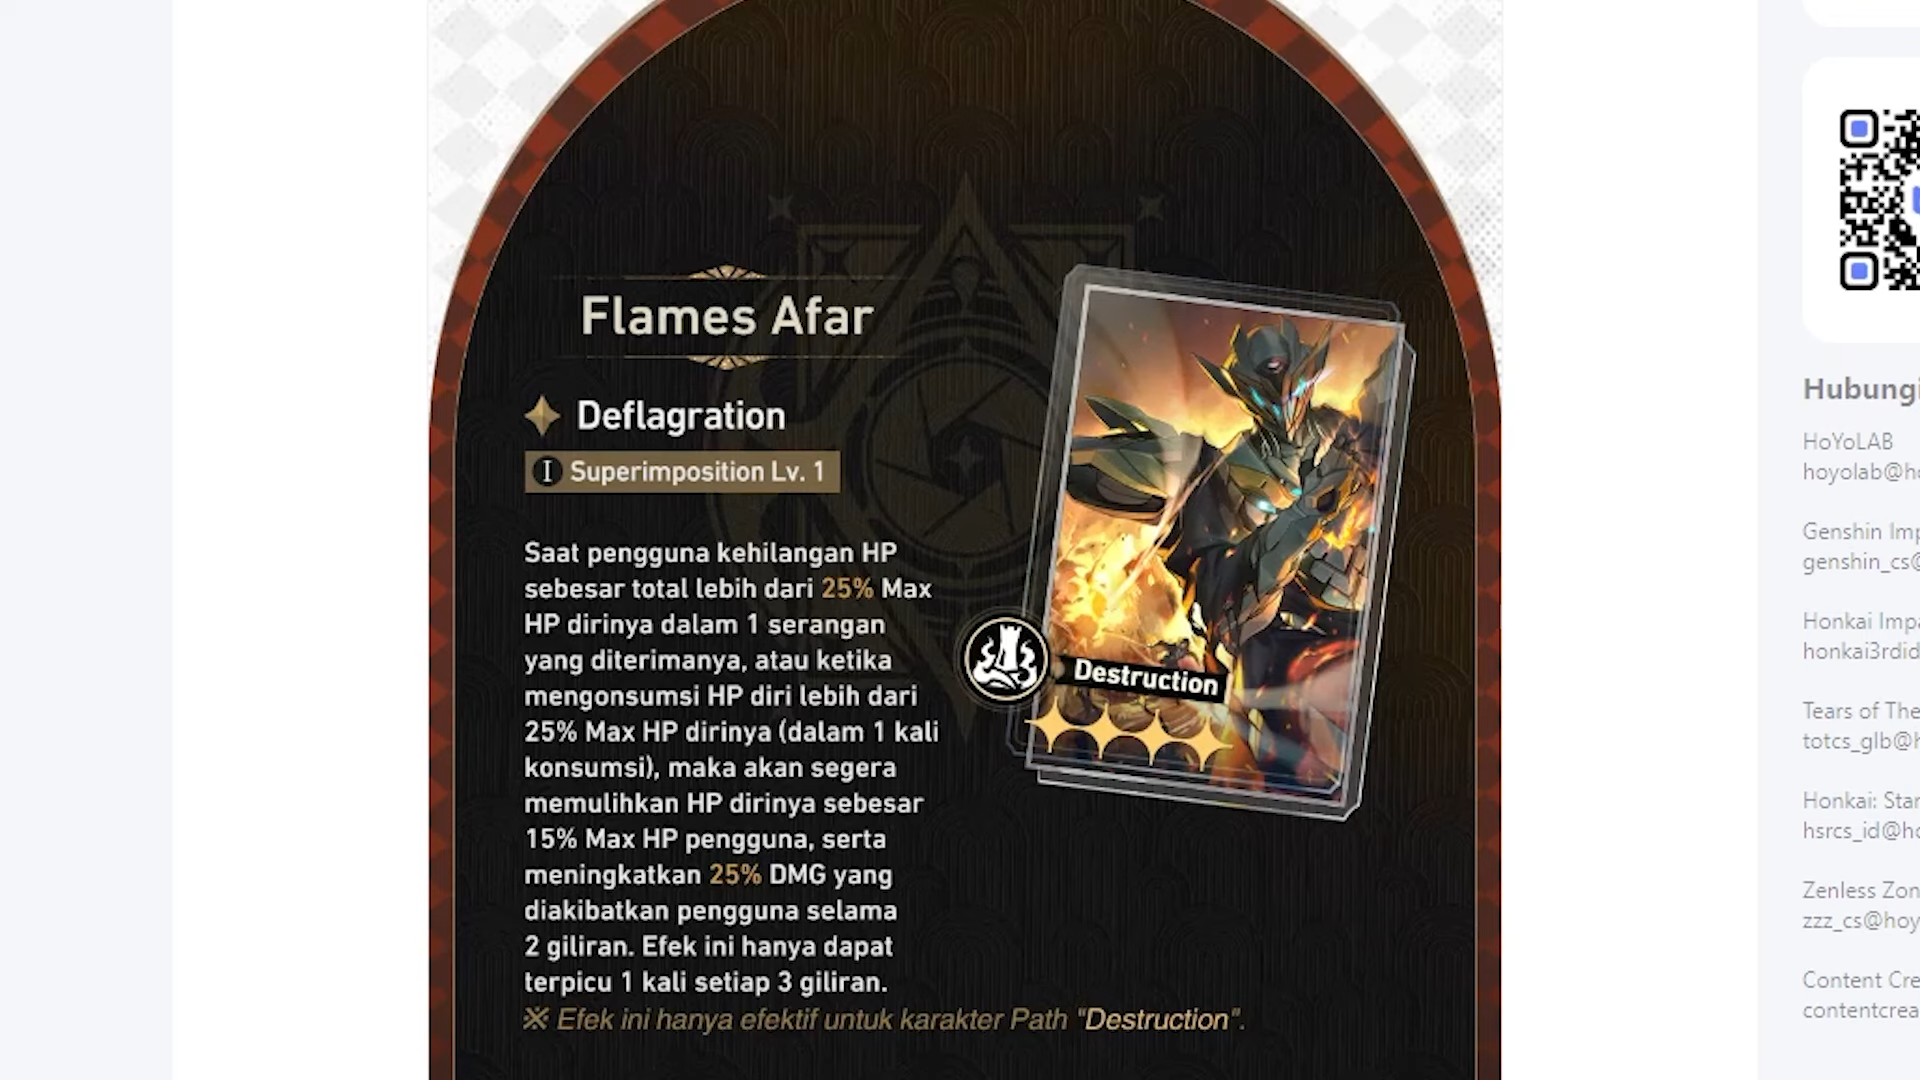 Flames Afar
Deflagration
I Superimposition Lv. 1
Saat pengguna kehilangan HP
sebesar total lebih dari 25% Max
HP dirinya dalam 1 serangan
yang diterimanya, atau ketika
mengonsumsi HP diri lebih dari
25% Max HP dirinya (dalam 1 kali
konsumsi), maka akan segera
memulihkan HP dirinya sebesar
15% Max HP pengguna, serta
meningkatkan 25% DMG yang
diakibatkan pengguna selama
2 giliran. Efek ini hanya dapat
terpicu 1 kali setiap 3 giliran.
※ Efek ini hanya efektif untuk karakter Path "Destruction".
Destruction
Hubungi
HoYoLAB
hoyolab@ho
Genshin Imp
genshin_cs@
Honkai Impa
honkai3rdid
Tears of The
totcs_glb@h
Honkai: Star
hsrcs_id@ho
Zenless Zon
zzz_cs@hoy
Content Cre
contentcrea